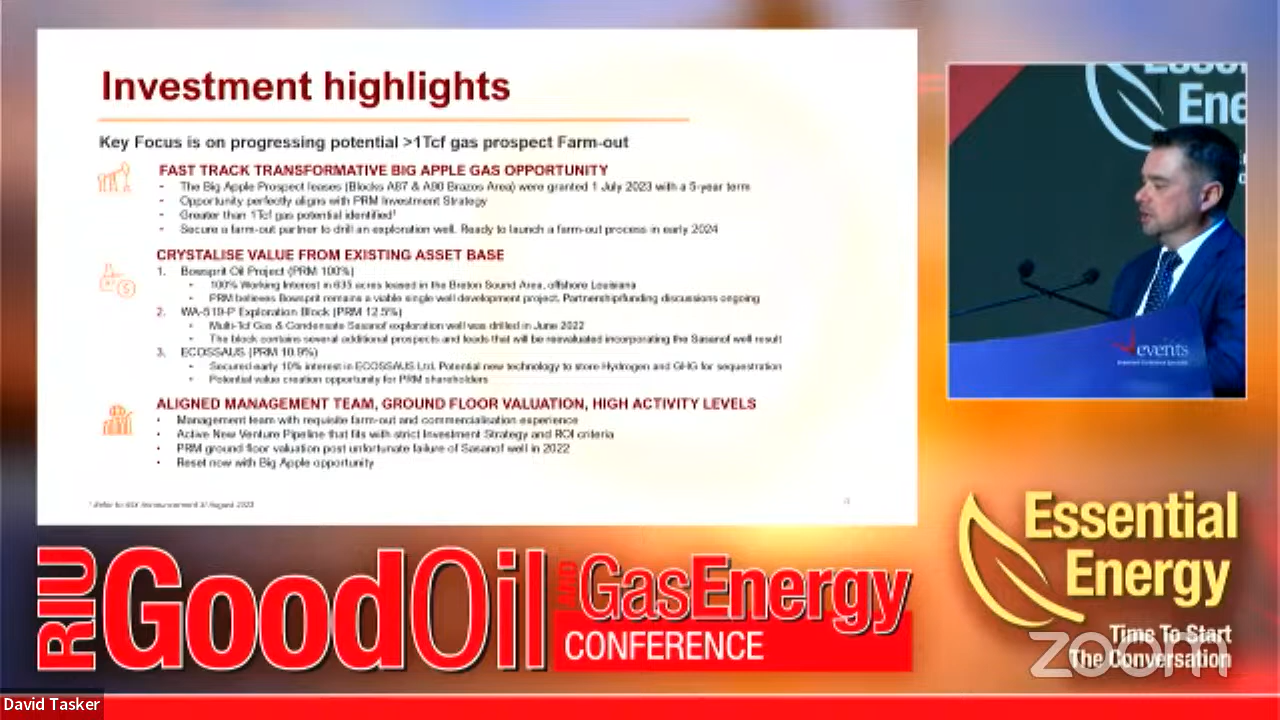 Investment highlights
Key Focus is on progressing potential >1Tcf gas prospect Farm-out
FAST TRACK TRANSFORMATIVE BIG APPLE GAS OPPORTUNITY
• The Big Apple Prospect leases (Blocks A87 & A90 Brazos Area) were granted 1 July 2023 with a 5-year term
• Opportunity perfectly aligns with PRM Investment Strategy
• Greater than 1Tcf gas potential identified¹
• Secure a farm-out partner to drill an exploration well. Ready to launch a farm-out process in early 2024
CRYSTALISE VALUE FROM EXISTING ASSET BASE
1. Bowsprit Oil Project (PRM 100%)
• 100% Working Interest in 635 acres leased in the Breton Sound Area, offshore Louisiana
• PRM believes Bowsprit remains a viable single well development project. Partnership/funding discussions ongoing
2. WA-519-P Exploration Block (PRM 12.5%)
• Multi-Tcf Gas & Condensate Sasanof exploration well was drilled in June 2022
• The block contains several additional prospects and leads that will be reevaluated incorporating the Sasanof well result
3. ECOSSAUS (PRM 10.9%)
• Secured early 10% interest in ECOSSAUS Ltd. Potential new technology to store Hydrogen and GHG for sequestration
• Potential value creation opportunity for PRM shareholders
ALIGNED MANAGEMENT TEAM, GROUND FLOOR VALUATION, HIGH ACTIVITY LEVELS
• Management team with requisite farm-out and commercialisation experience
• Active New Venture Pipeline that fits with strict Investment Strategy and ROI criteria
• PRM ground floor valuation post unfortunate failure of Sasanof well in 2022
• Reset now with Big Apple opportunity
¹ Refer to ASX Announcement 31 August 2023
Ene
events
RIU GoodOil AND GasEnergy
CONFERENCE
Essential
Energy
Time To Start
The Conversation
zoom
David Tasker